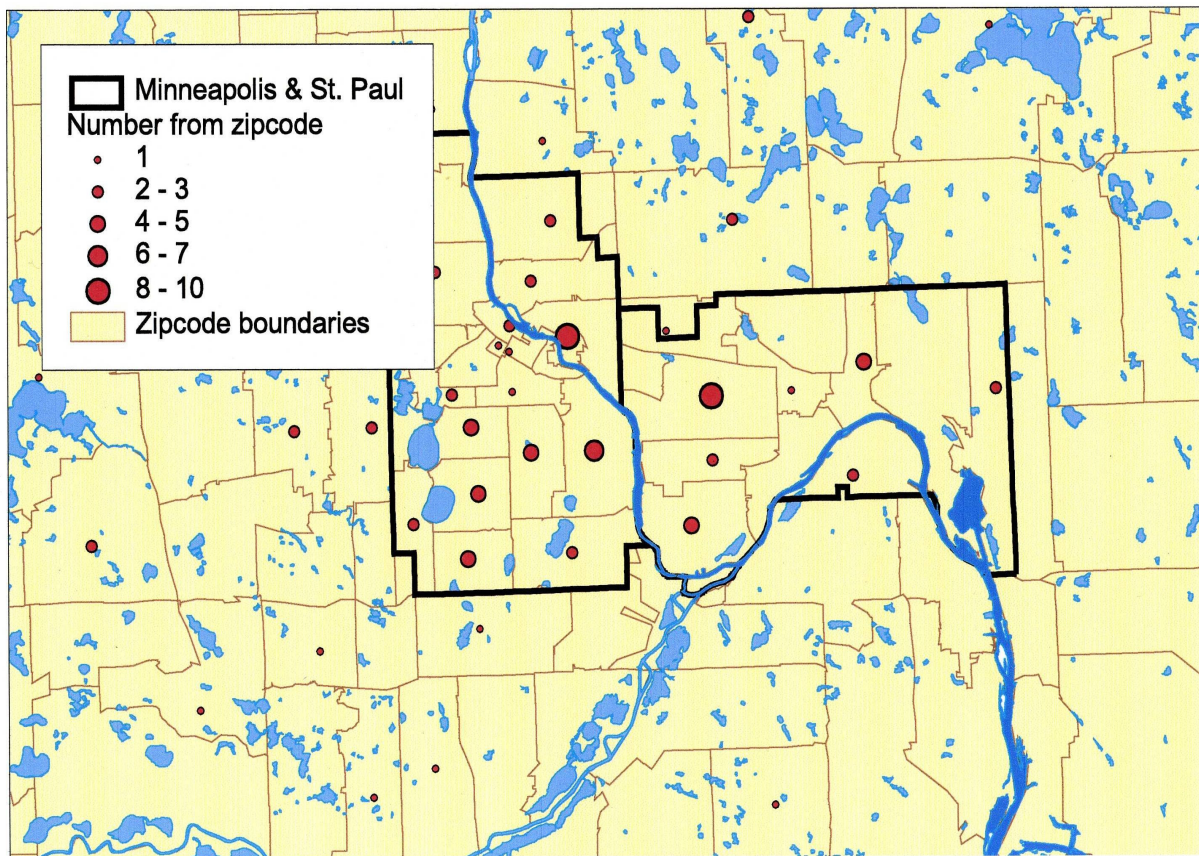 Minneapolis & St. Paul
Number from zipcode
1
2 - 3
4 - 5
6 - 7
8 - 10
Zipcode boundaries